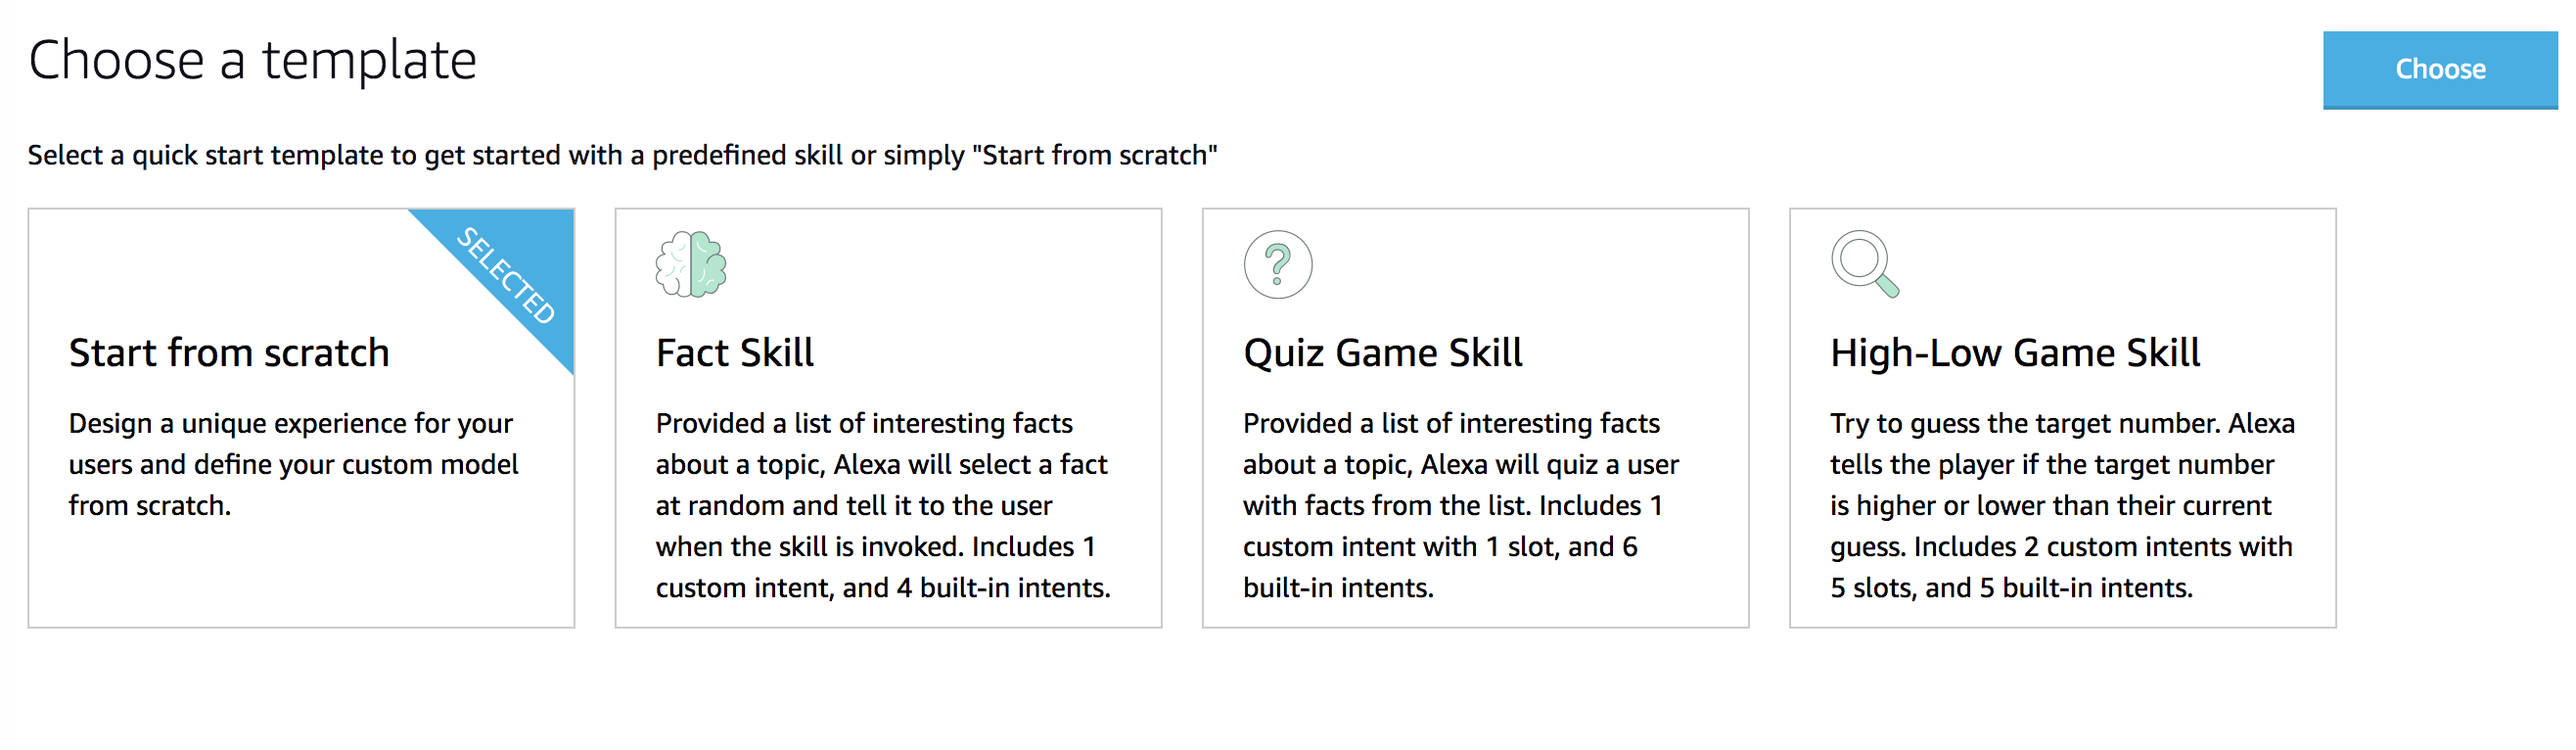 Choose a template
Choose
Select a quick start template to get started with a predefined skill or simply "Start from scratch"
SELECTED
Start from scratch
Design a unique experience for your
users and define your custom model
from scratch.
Fact Skill
Provided a list of interesting facts
about a topic, Alexa will select a fact
at random and tell it to the user
when the skill is invoked. Includes 1
custom intent, and 4 built-in intents.
?
Quiz Game Skill
Provided a list of interesting facts
about a topic, Alexa will quiz a user
with facts from the list. Includes 1
custom intent with 1 slot, and 6
built-in intents.
High-Low Game Skill
Try to guess the target number. Alexa
tells the player if the target number
is higher or lower than their current
guess. Includes 2 custom intents with
5 slots, and 5 built-in intents.